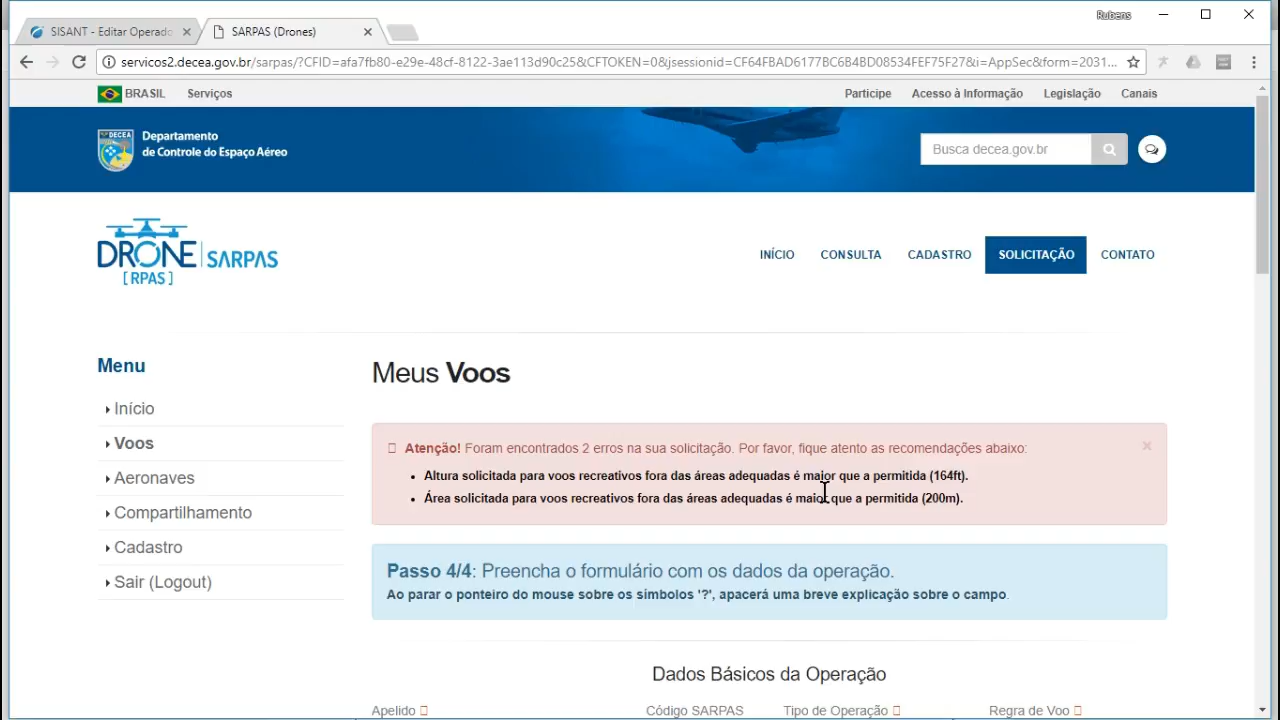 Rubens
SISANT - Editar Operado
SARPAS (Drones)
servicos2.decea.gov.br/sarpas/?CFID=afa7fb80-e29e-48cf-8122-3ae113d90c25&CFTOKEN=0&jsessionid=CF64FBAD6177BC6B4BD08534FEF75F27&i=AppSec&form=2031...
BRASIL Serviços Participe Acesso à Informação Legislação Canais
DECEA
Departamento
de Controle do Espaço Aéreo
Busca decea.gov.br
DRONE SARPAS
[RPAS]
INÍCIO CONSULTA CADASTRO SOLICITAÇÃO CONTATO
Menu
Início
Voos
Aeronaves
Compartilhamento
Cadastro
Sair (Logout)
Meus Voos
Atenção! Foram encontrados 2 erros na sua solicitação. Por favor, fique atento as recomendações abaixo:
• Altura solicitada para voos recreativos fora das áreas adequadas é maior que a permitida (164ft).
• Área solicitada para voos recreativos fora das áreas adequadas é maior que a permitida (200m).
Passo 4/4: Preencha o formulário com os dados da operação.
Ao parar o ponteiro do mouse sobre os símbolos '?', apacerá uma breve explicação sobre o campo.
Dados Básicos da Operação
Apelido Código SARPAS Tipo de Operação Regra de Voo